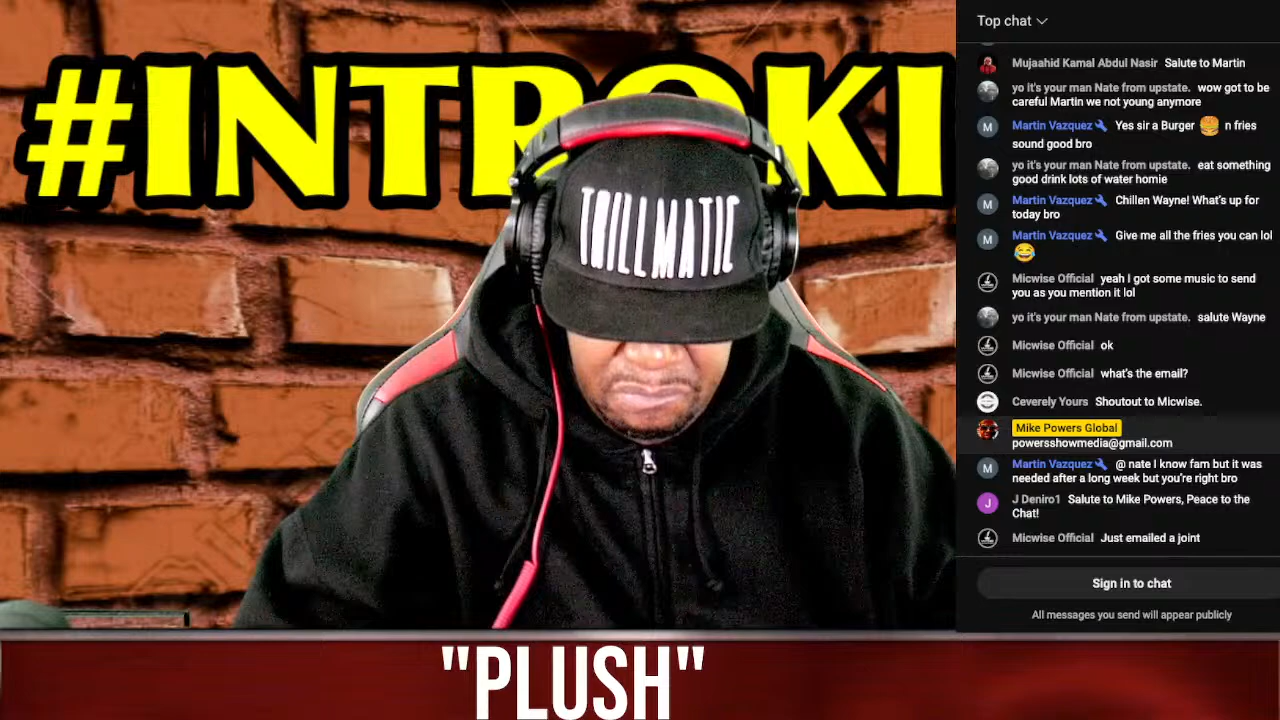 #INTROKI
TRILLMATIC
"PLUSH"
Top chat
Mujaahid Kamal Abdul Nasir Salute to Martin
yo it's your man Nate from upstate. wow got to be
careful Martin we not young anymore
M
Martin Vazquez Yes sir a Burger 🍔 n fries
sound good bro
yo it's your man Nate from upstate. eat something
good drink lots of water homie
M
Martin Vazquez Chillen Wayne! What's up for
today bro
M
Martin Vazquez Give me all the fries you can lol
😂
Micwise Official yeah I got some music to send
you as you mention it lol
yo it's your man Nate from upstate. salute Wayne
Micwise Official ok
Micwise Official what's the email?
Ceverely Yours Shoutout to Micwise.
Mike Powers Global
powersshowmedia@gmail.com
M
Martin Vazquez @ nate I know fam but it was
needed after a long week but you're right bro
J
J Deniro1 Salute to Mike Powers, Peace to the
Chat!
Micwise Official Just emailed a joint
Sign in to chat
All messages you send will appear publicly